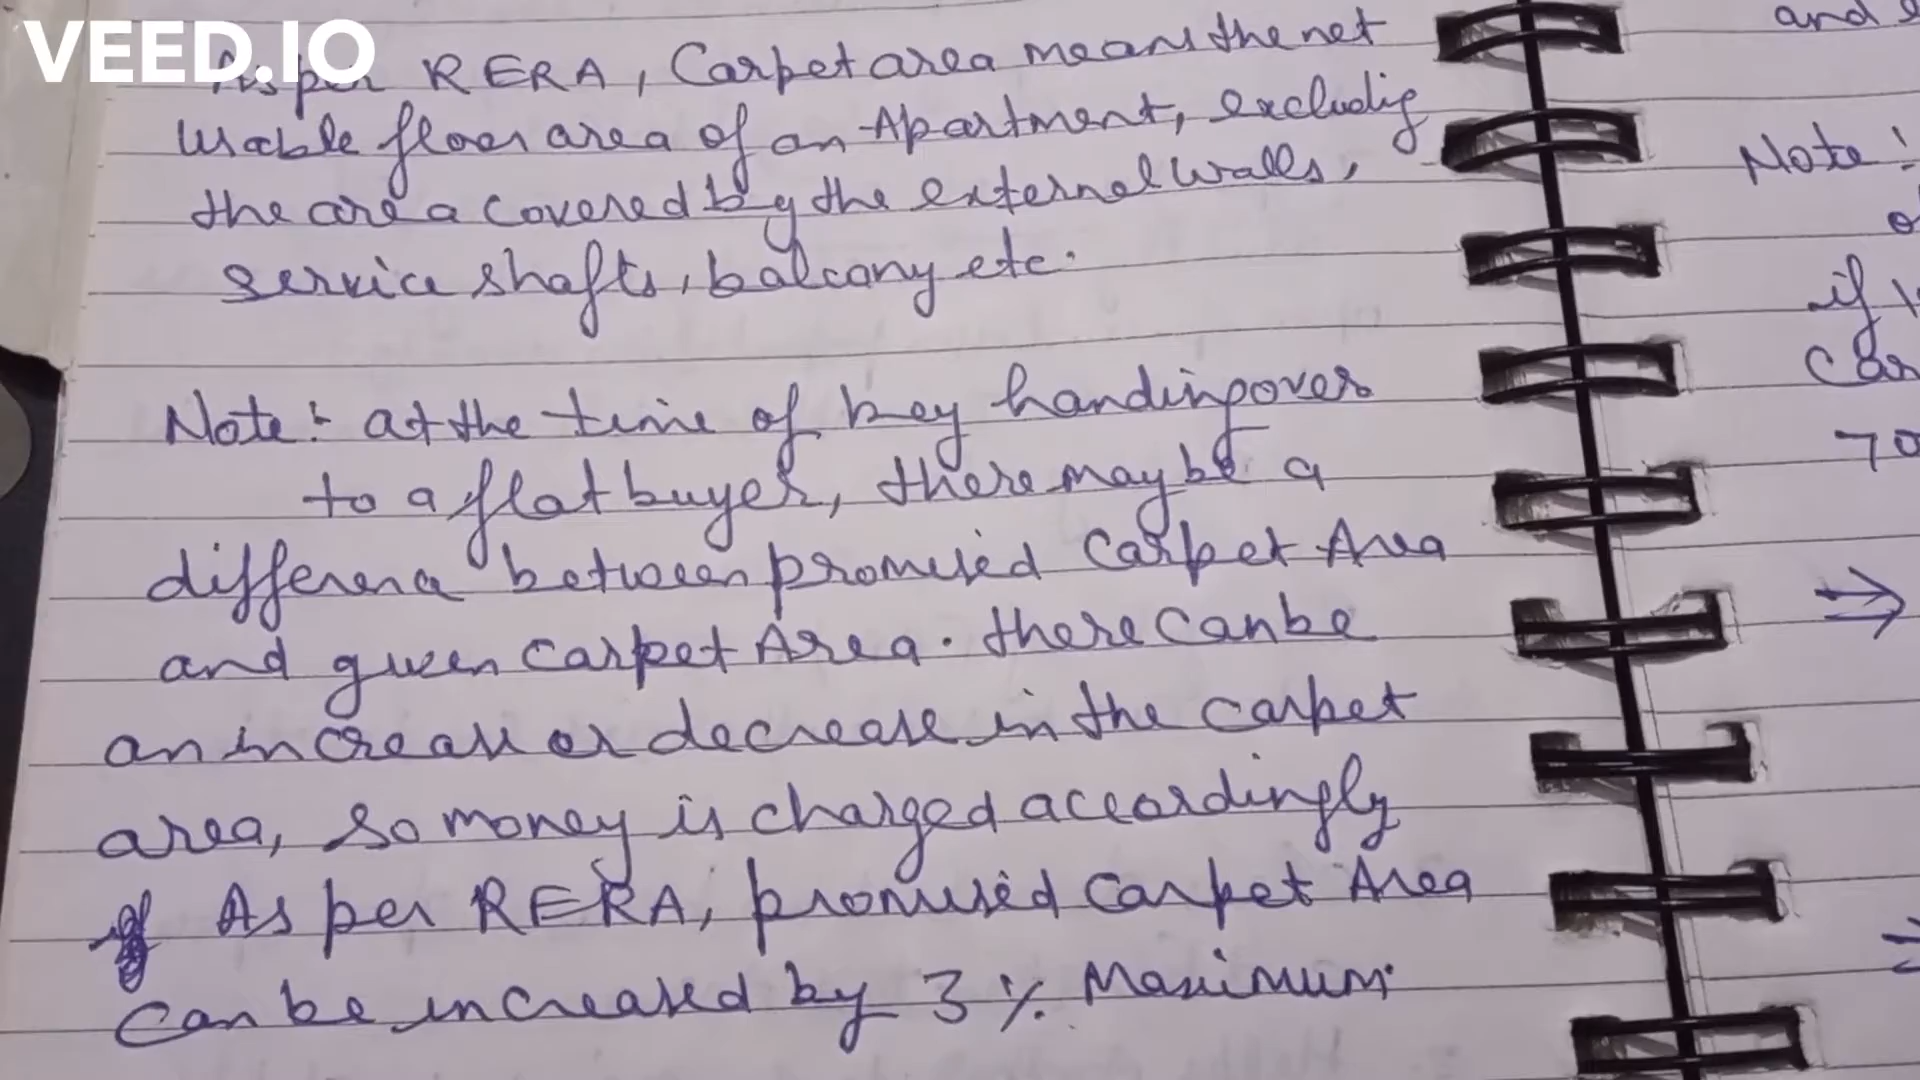 VEED.IO
As per RERA, Carpet area means the net
usable floor area of an Apartment, excluding
the area covered by the external walls,
service shafts, balcony etc.
Note:- at the time of key handing over
to a flat buyer, there may be a
difference between promised Carpet Area
and given Carpet Area. there can be
an increase or decrease in the carpet
area, so money is charged accordingly
As per RERA, promised Carpet Area
can be increased by 3% Maximum.
and
Note:
if
Car
70